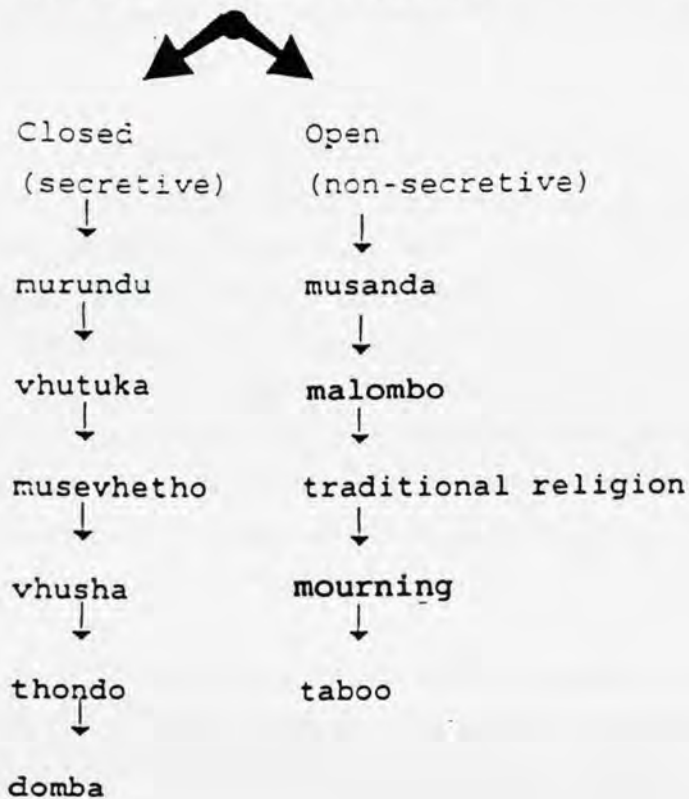 Closed Open
(secretive) (non-secretive)
murundu musanda
vhutuka malombo
musevhetho traditional religion
vhusha mourning
thondo taboo
domba